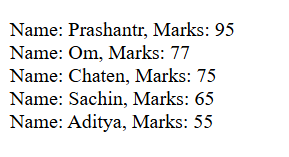 Name: Prashantr, Marks: 95
Name: Om, Marks: 77
Name: Chaten, Marks: 75
Name: Sachin, Marks: 65
Name: Aditya, Marks: 55